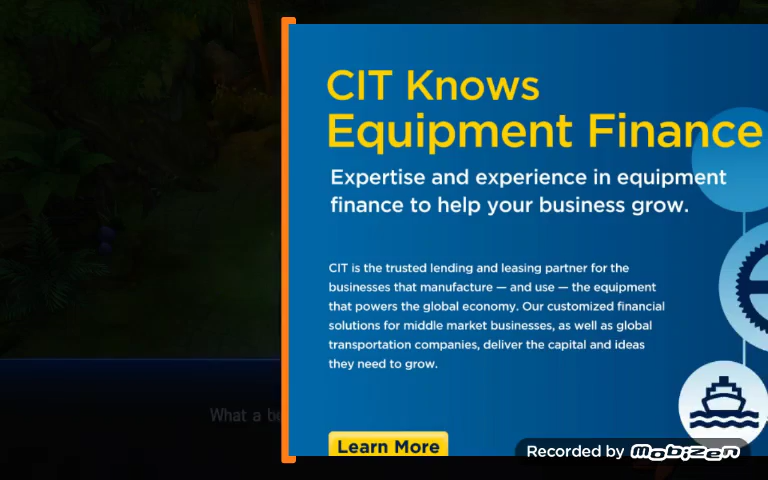 CIT Knows
Equipment Finance
Expertise and experience in equipment
finance to help your business grow.
CIT is the trusted lending and leasing partner for the
businesses that manufacture — and use — the equipment
that powers the global economy. Our customized financial
solutions for middle market businesses, as well as global
transportation companies, deliver the capital and ideas
they need to grow.
What a
Learn More
Recorded by mobizen